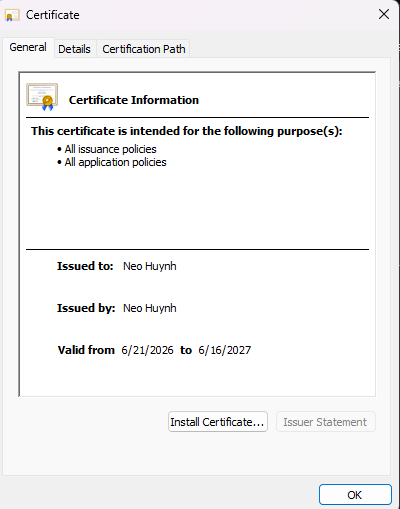 Certificate
General Details Certification Path
Certificate Information
This certificate is intended for the following purpose(s):
• All issuance policies
• All application policies
Issued to: Neo Huynh
Issued by: Neo Huynh
Valid from 6/21/2026 to 6/16/2027
Install Certificate... Issuer Statement
OK